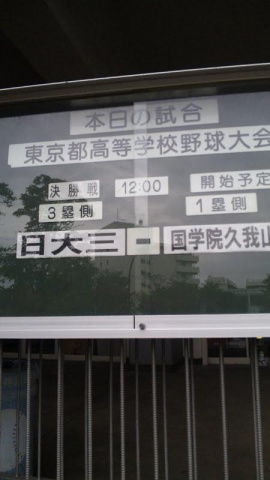 本日の試合
東京都高等学校野球大会
決勝戦 12:00 開始予定
3塁側 1塁側
日大三 － 国学院久我山